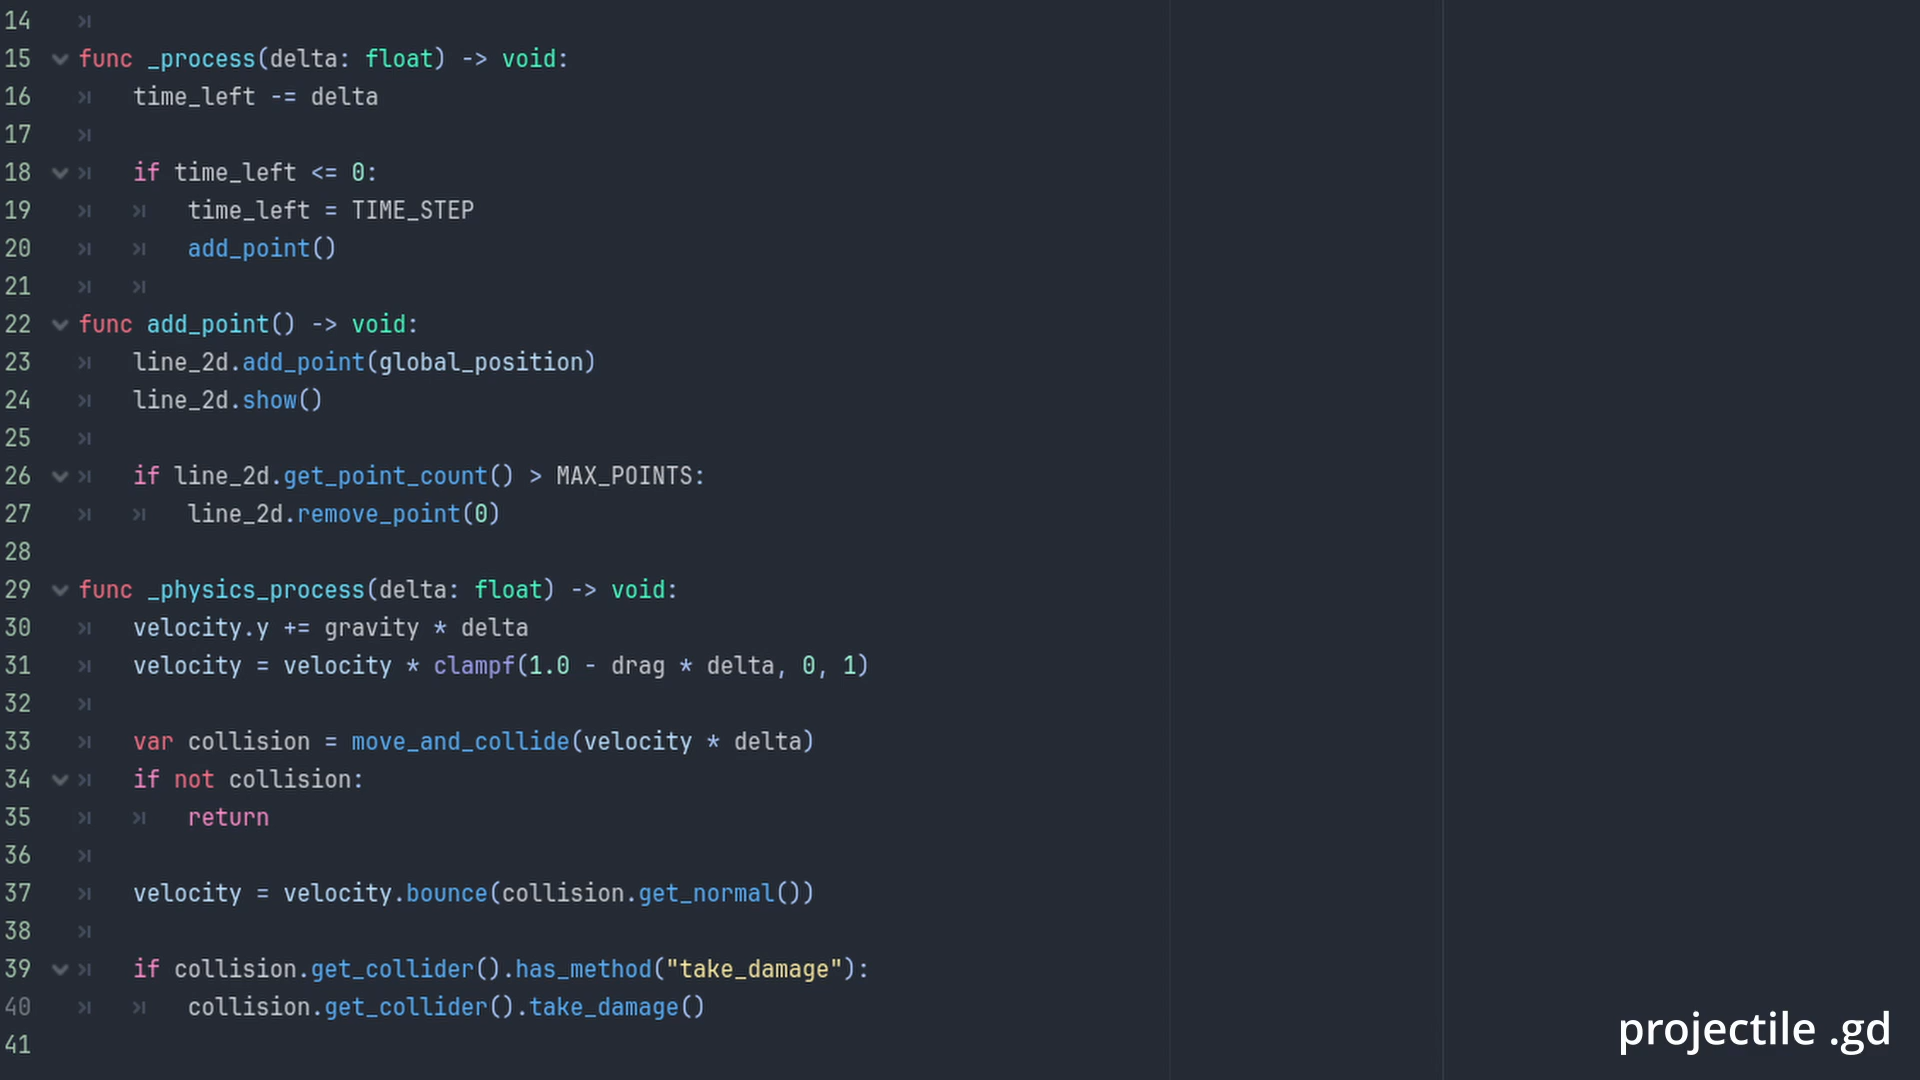 14
15 func _process(delta: float) -> void:
16 time_left -= delta
17
18 if time_left <= 0:
19 time_left = TIME_STEP
20 add_point()
21
22 func add_point() -> void:
23 line_2d.add_point(global_position)
24 line_2d.show()
25
26 if line_2d.get_point_count() > MAX_POINTS:
27 line_2d.remove_point(0)
28
29 func _physics_process(delta: float) -> void:
30 velocity.y += gravity * delta
31 velocity = velocity * clampf(1.0 - drag * delta, 0, 1)
32
33 var collision = move_and_collide(velocity * delta)
34 if not collision:
35 return
36
37 velocity = velocity.bounce(collision.get_normal())
38
39 if collision.get_collider().has_method("take_damage"):
40 collision.get_collider().take_damage()
41
projectile .gd